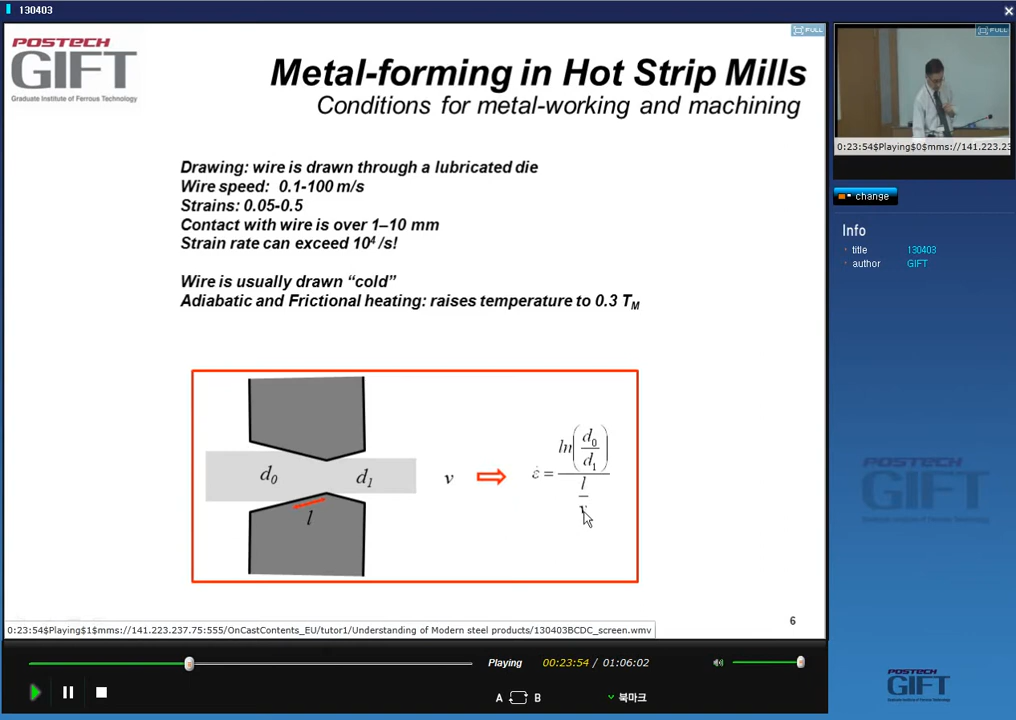 130403
POSTECH
GIFT
Graduate Institute of Ferrous Technology
Metal-forming in Hot Strip Mills
Conditions for metal-working and machining
Drawing: wire is drawn through a lubricated die
Wire speed: 0.1-100 m/s
Strains: 0.05-0.5
Contact with wire is over 1–10 mm
Strain rate can exceed 10⁴ /s!
Wire is usually drawn “cold”
Adiabatic and Frictional heating: raises temperature to 0.3 T_M
d₀ d₁ v ⇨ ε̇ = ln(d₀/d₁) / (l/v)
l
6
0:23:54$Playing$1$mms://141.223.237.75:555/OnCastContents_EU/tutor1/Understanding of Modern steel products/130403BCDC_screen.wmv
Playing 00:23:54 / 01:06:02
A B 북마크
FULL
FULL
0:23:54$Playing$0$mms://141.223.23
change
Info
title 130403
author GIFT
POSTECH
GIFT
POSTECH
GIFT